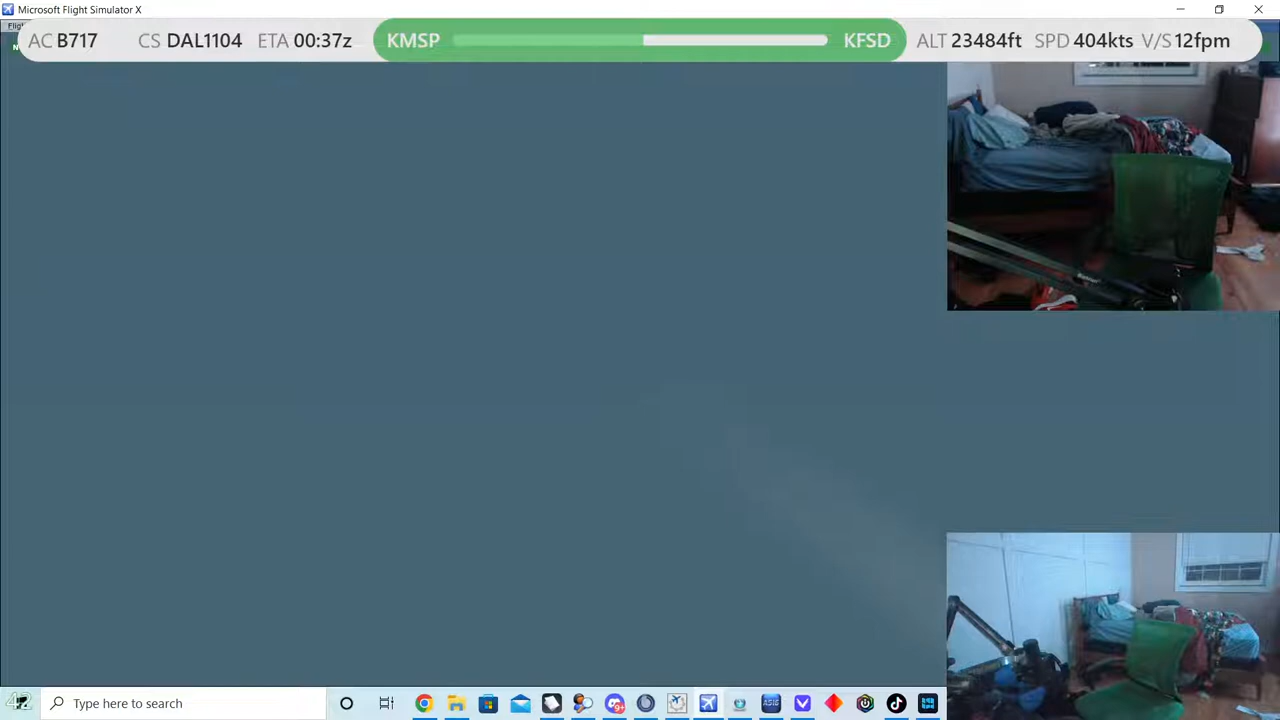 Microsoft Flight Simulator X
AC B717 CS DAL1104 ETA 00:37z KMSP KFSD ALT 23484ft SPD 404kts V/S 12fpm
Type here to search